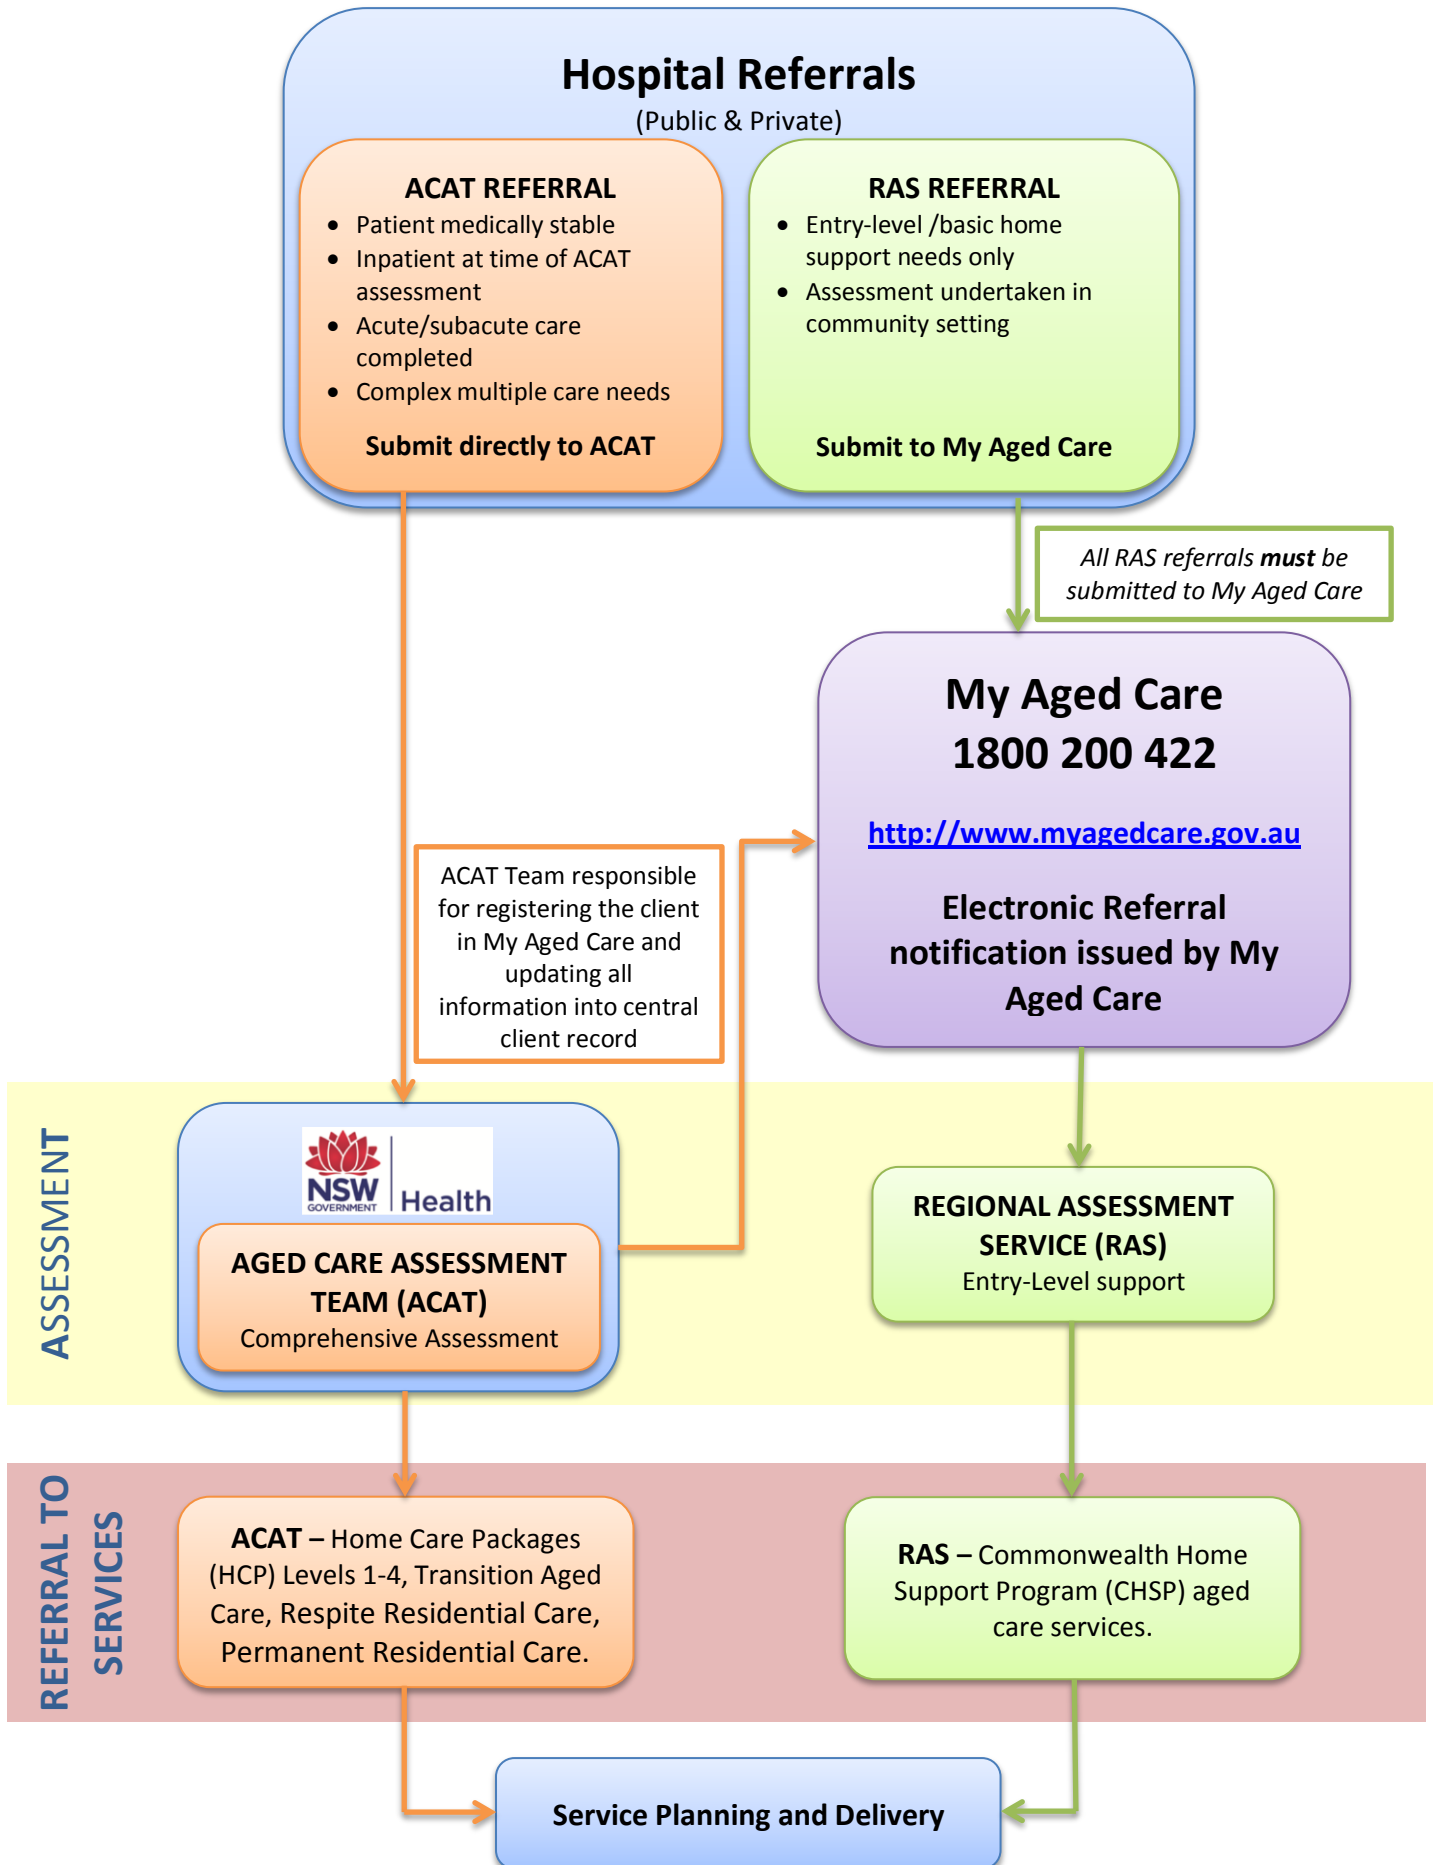 Hospital Referrals
(Public & Private)
ACAT REFERRAL
• Patient medically stable
• Inpatient at time of ACAT
assessment
• Acute/subacute care
completed
• Complex multiple care needs
Submit directly to ACAT
RAS REFERRAL
• Entry-level /basic home
support needs only
• Assessment undertaken in
community setting
Submit to My Aged Care
All RAS referrals must be
submitted to My Aged Care
My Aged Care
1800 200 422
http://www.myagedcare.gov.au
Electronic Referral
notification issued by My
Aged Care
ACAT Team responsible
for registering the client
in My Aged Care and
updating all
information into central
client record
ASSESSMENT
NSW
GOVERNMENT
Health
AGED CARE ASSESSMENT
TEAM (ACAT)
Comprehensive Assessment
REGIONAL ASSESSMENT
SERVICE (RAS)
Entry-Level support
REFERRAL TO
SERVICES
ACAT – Home Care Packages
(HCP) Levels 1-4, Transition Aged
Care, Respite Residential Care,
Permanent Residential Care.
RAS – Commonwealth Home
Support Program (CHSP) aged
care services.
Service Planning and Delivery